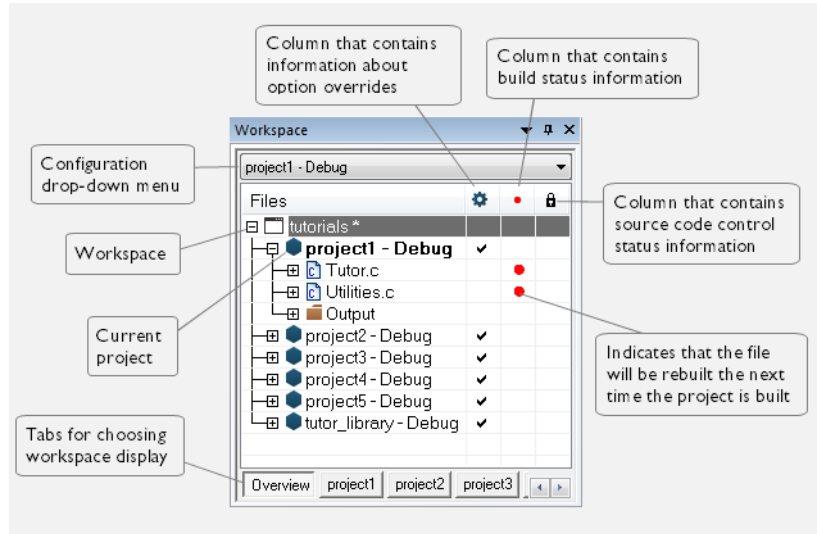 Column that contains
information about
option overrides
Column that contains
build status information
Workspace
Configuration
drop-down menu
project1 - Debug
Files
Column that contains
source code control
status information
Workspace
tutorials *
project1 - Debug
Tutor.c
Utilities.c
Output
Current
project
project2 - Debug
project3 - Debug
project4 - Debug
project5 - Debug
tutor_library - Debug
Indicates that the file
will be rebuilt the next
time the project is built
Tabs for choosing
workspace display
Overview project1 project2 project3